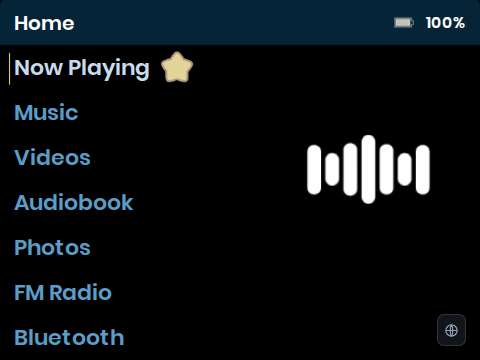 Home
100%
Now Playing
Music
Videos
Audiobook
Photos
FM Radio
Bluetooth